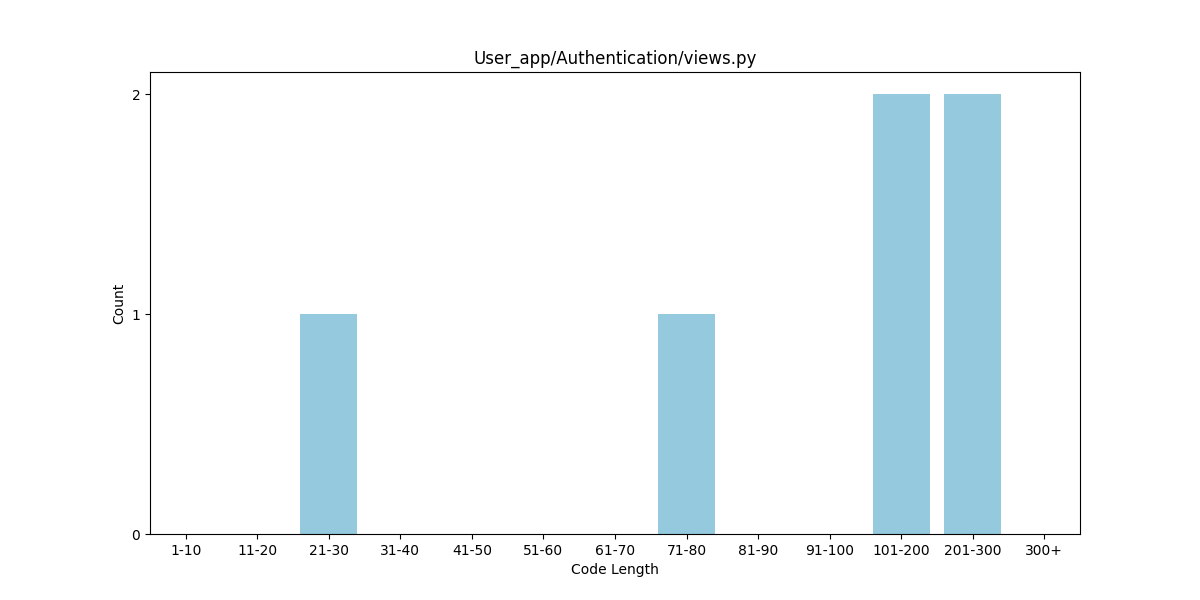 User_app/Authentication/views.py
2
1
0
Count
1-10 11-20 21-30 31-40 41-50 51-60 61-70 71-80 81-90 91-100 101-200 201-300 300+
Code Length